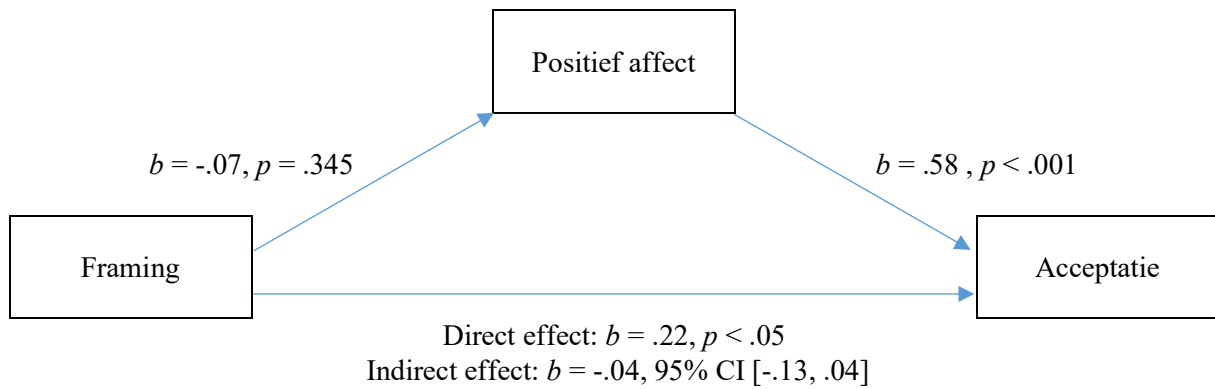 Positief affect
b = -.07, p = .345
b = .58 , p < .001
Framing
Acceptatie
Direct effect: b = .22, p < .05
Indirect effect: b = -.04, 95% CI [-.13, .04]